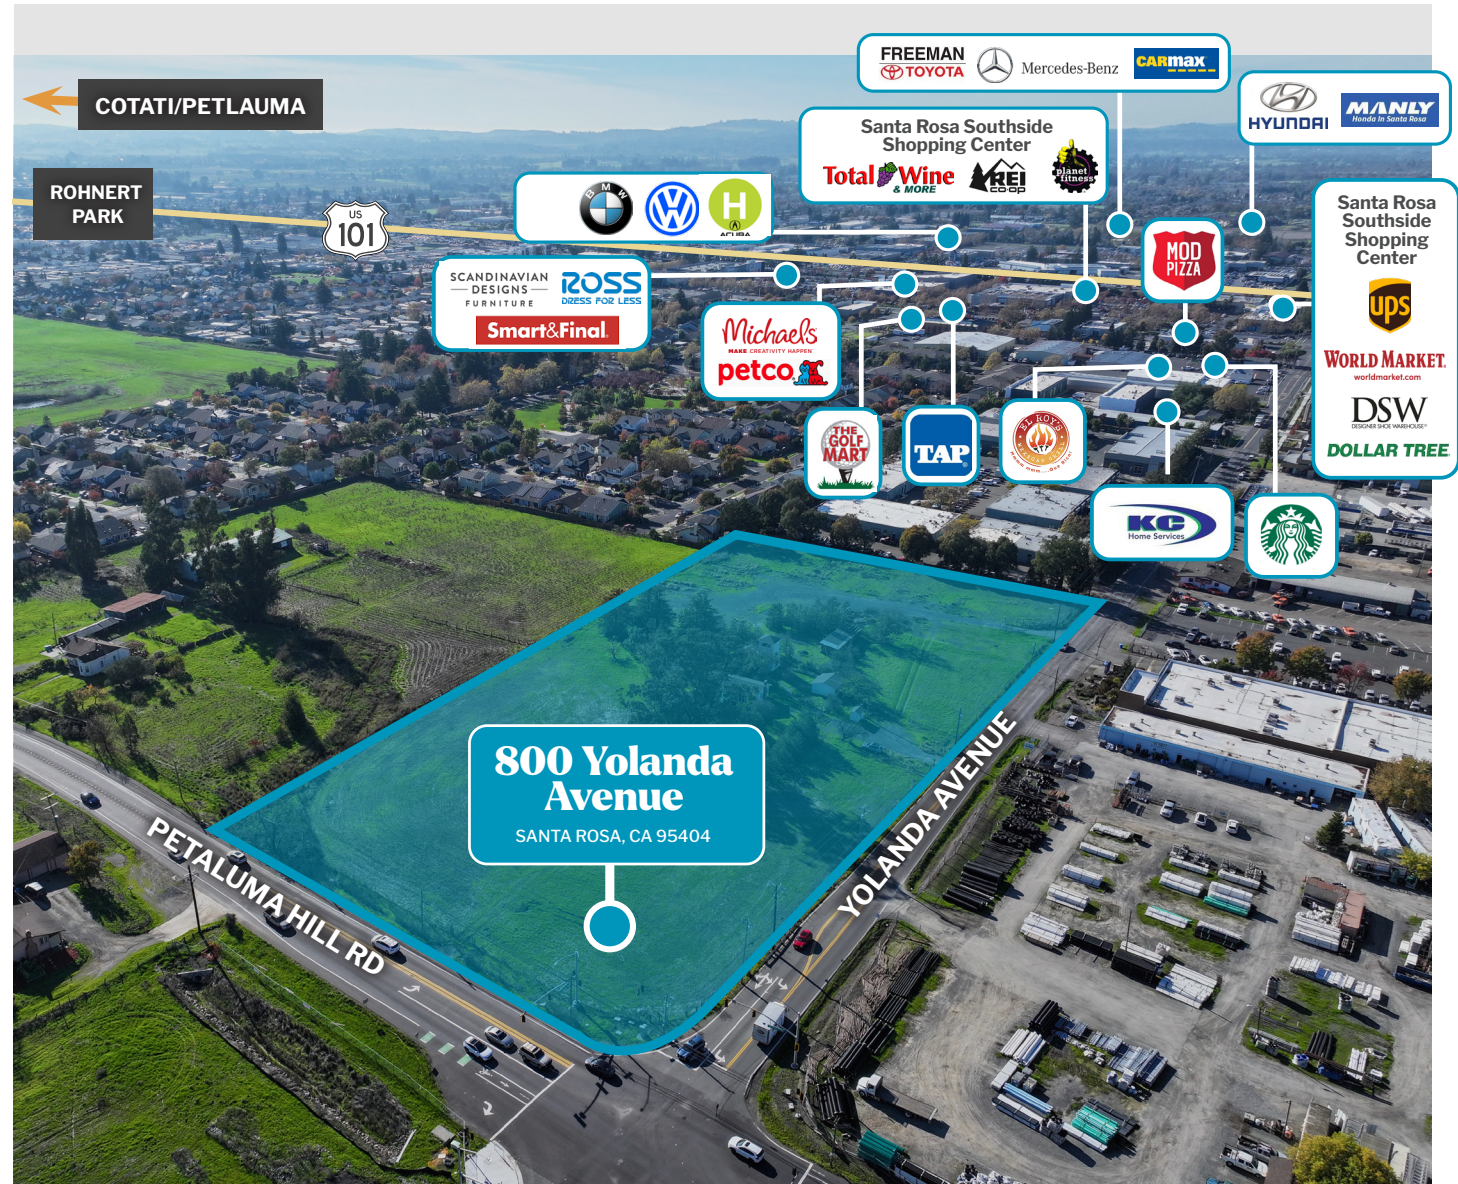 FREEMAN
TOYOTA
Mercedes-Benz
CARMAX
COTATI/PETLAUMA
HYUNDAI
MANLY
Honda In Santa Rosa
Santa Rosa Southside
Shopping Center
Total Wine
& MORE
REI
CO-OP
planet
fitness
ROHNERT
PARK
US
101
BMW
H
ACURA
Santa Rosa
Southside
Shopping
Center
ups
WORLD MARKET.
worldmarket.com
DSW
DESIGNER SHOE WAREHOUSE
DOLLAR TREE
MOD
PIZZA
SCANDINAVIAN
DESIGNS
FURNITURE
ROSS
DRESS FOR LESS
Smart&Final.
Michaels
MAKE CREATIVITY HAPPEN
petco
THE
GOLF
MART
TAP
EL ROY'S
KC
Home Services
800 Yolanda
Avenue
SANTA ROSA, CA 95404
PETALUMA HILL RD
YOLANDA AVENUE